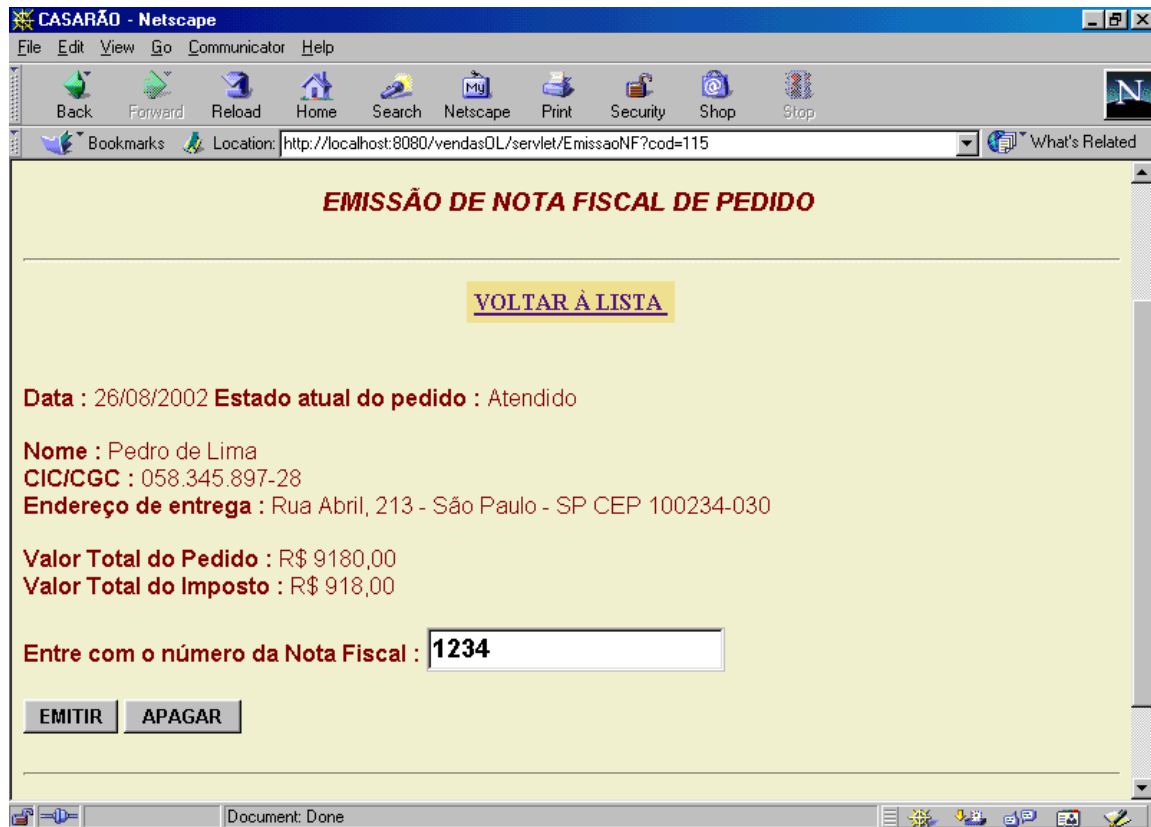 CASARÃO - Netscape
File Edit View Go Communicator Help
Back Forward Reload Home Search Netscape Print Security Shop Stop
Bookmarks Location: http://localhost:8080/vendasOL/servlet/EmissaoNF?cod=115 What's Related
EMISSÃO DE NOTA FISCAL DE PEDIDO
VOLTAR À LISTA
Data : 26/08/2002 Estado atual do pedido : Atendido
Nome : Pedro de Lima
CIC/CGC : 058.345.897-28
Endereço de entrega : Rua Abril, 213 - São Paulo - SP CEP 100234-030
Valor Total do Pedido : R$ 9180,00
Valor Total do Imposto : R$ 918,00
Entre com o número da Nota Fiscal : 1234
EMITIR APAGAR
Document: Done